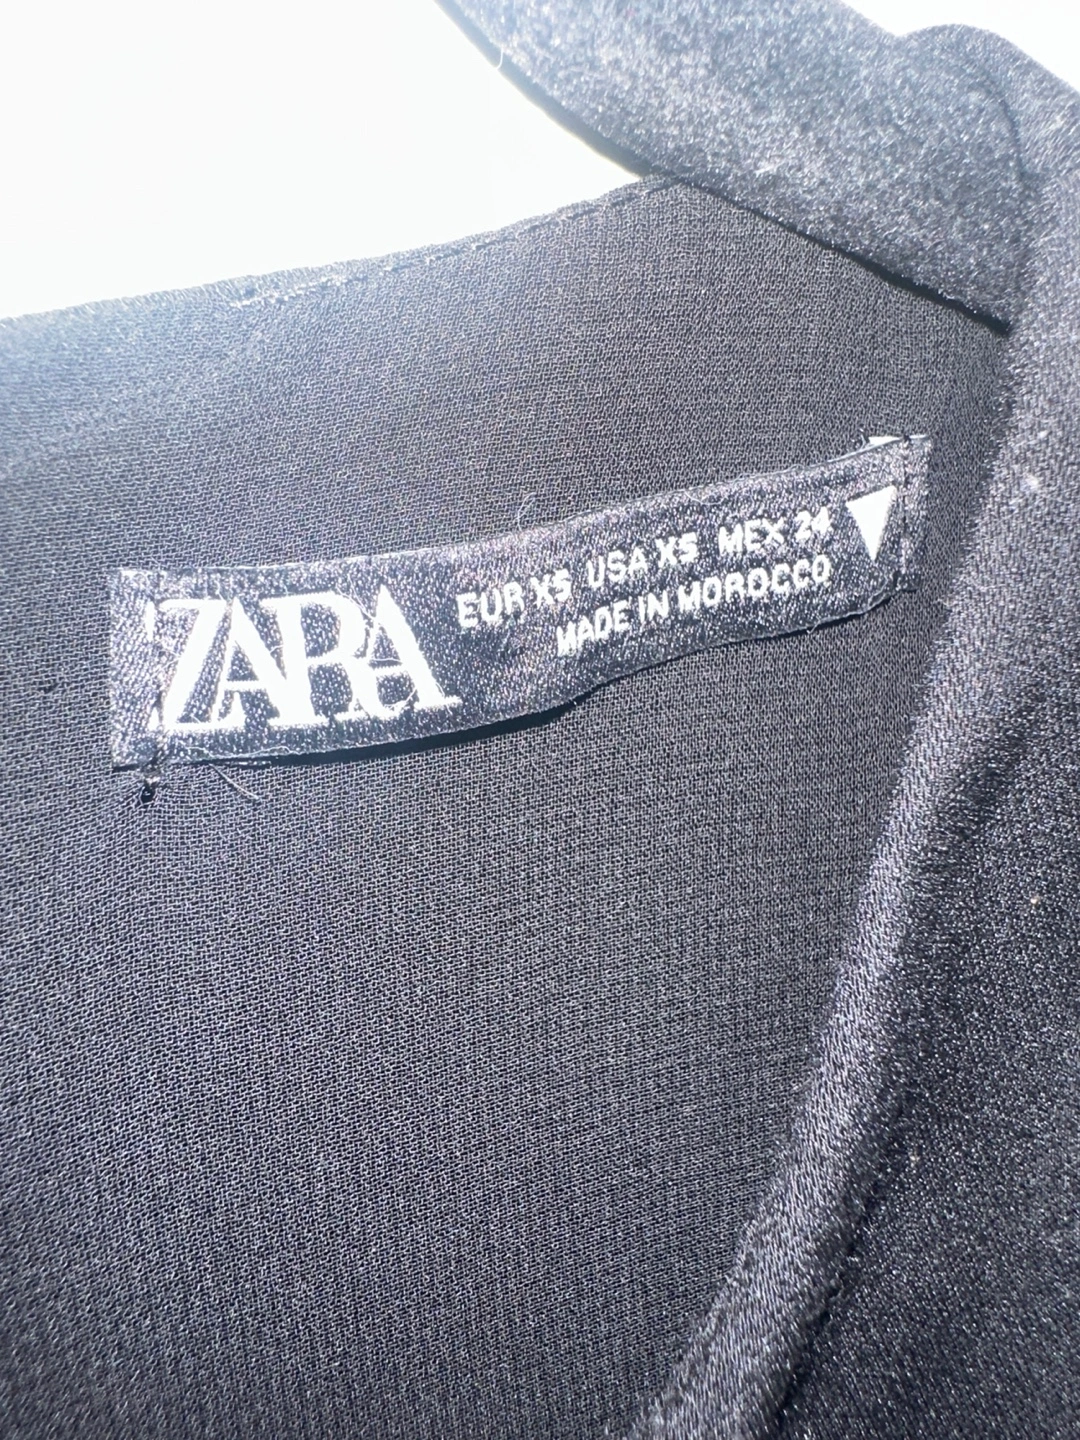 ZARA
EUR XS USA XS MEX 24
MADE IN MOROCCO